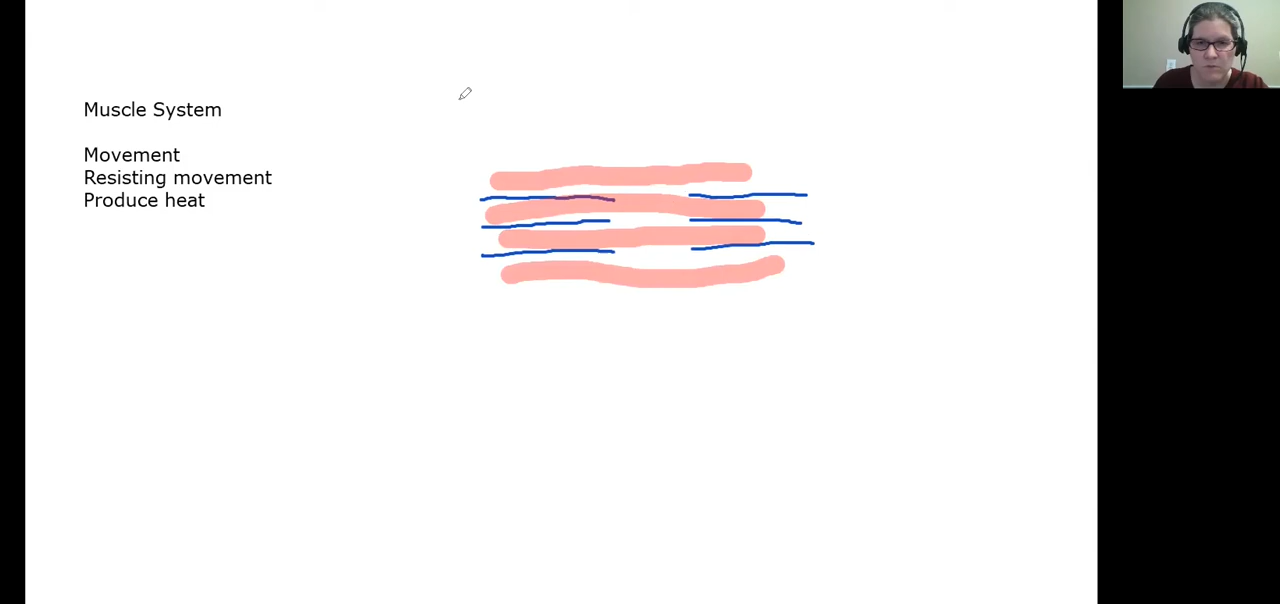 Muscle System
Movement
Resisting movement
Produce heat